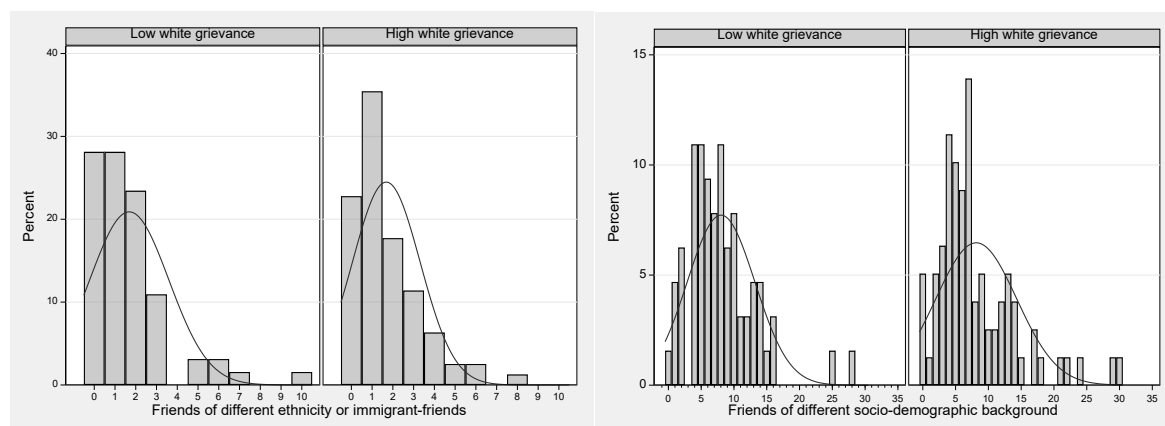 Low white grievance
High white grievance
40
30
20
10
0
Percent
0 1 2 3 4 5 6 7 8 9 10
0 1 2 3 4 5 6 7 8 9 10
Friends of different ethnicity or immigrant-friends
Low white grievance
High white grievance
15
10
5
0
Percent
0 5 10 15 20 25 30 35
0 5 10 15 20 25 30 35
Friends of different socio-demographic background